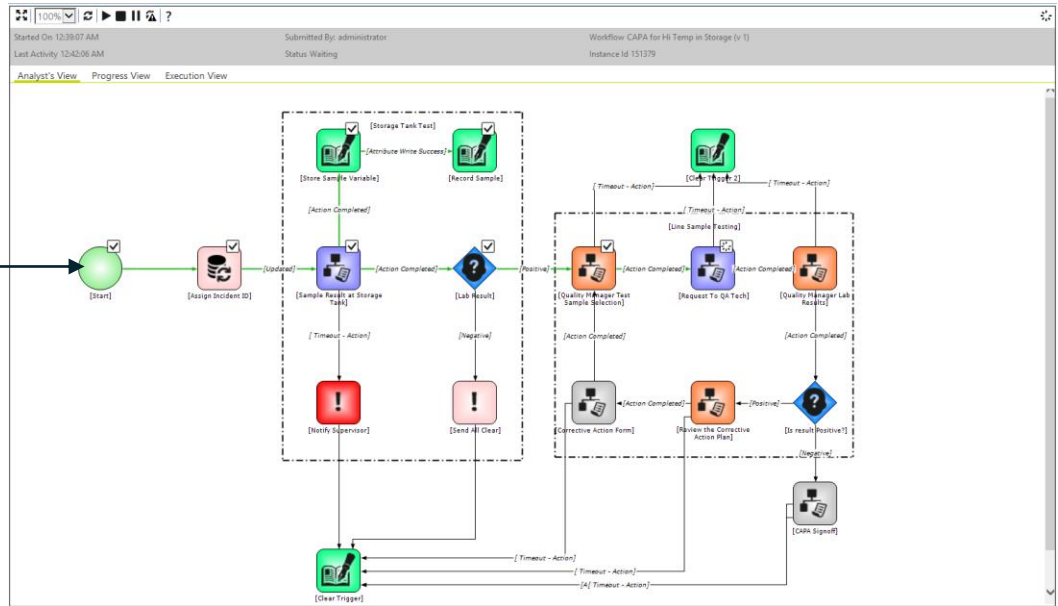 100%
?
Started On 12:39:07 AM
Submitted By: administrator
Workflow CAPA for Hi Temp in Storage (v 1)
Last Activity 12:42:06 AM
Status Waiting
Instance Id 151379
Analyst's View
Progress View
Execution View
[Storage Tank Test]
[Attribute Write Success]
[Store Sample Variable]
[Record Sample]
[Clear Trigger 2]
[ Timeout - Action]
[ Timeout - Action]
[Action Completed]
[ Timeout - Action]
[Line Sample Testing]
[Updated]
[Action Completed]
[Positive]
[Action Completed]
[Action Completed]
[Start]
[Assign Incident ID]
[Sample Result at Storage
Tank]
[Lab Result]
[Quality Manager Test
Sample Selection]
[Request To QA Tech]
[Quality Manager Lab
Results]
[ Timeout - Action]
[Negative]
[Action Completed]
[Action Completed]
!
!
[Action Completed]
[Positive]
[Notify Supervisor]
[Send All Clear]
[Corrective Action Form]
[Review the Corrective
Action Plan]
[Is result Positive?]
[Negative]
[CAPA Signoff]
[ Timeout - Action]
[ Timeout - Action]
[A[ Timeout - Action]
[Clear Trigger]